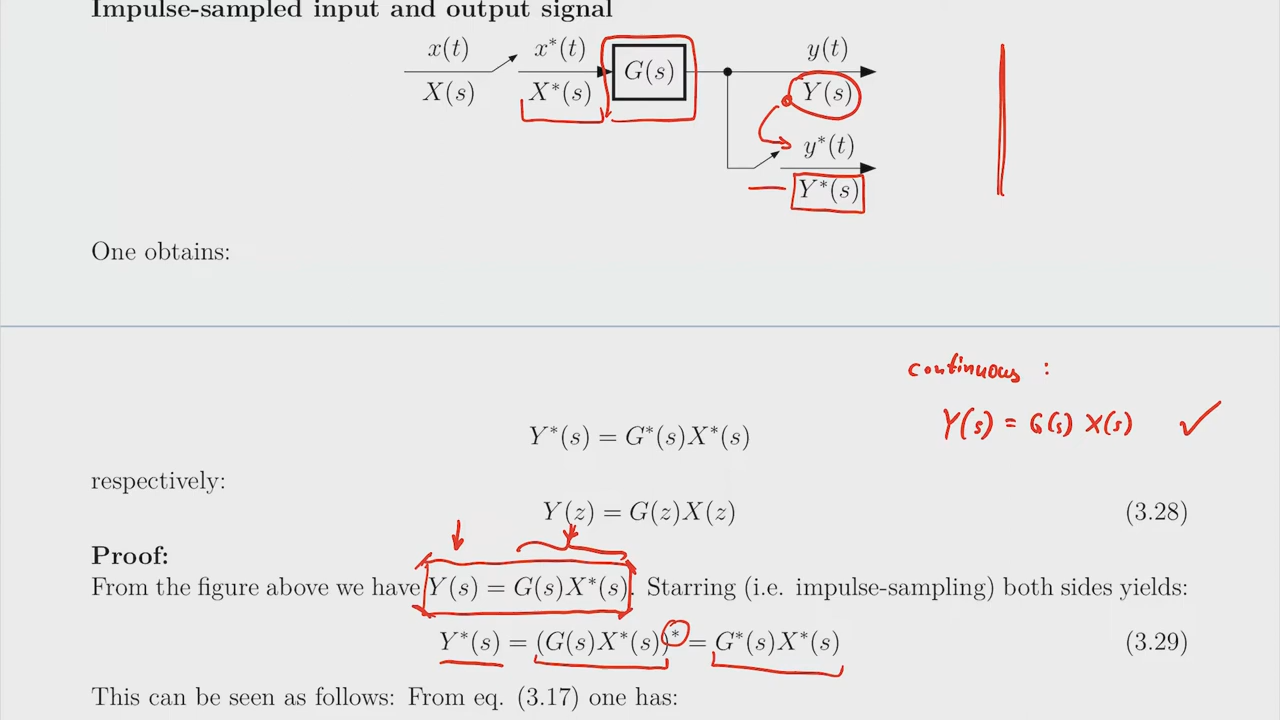 Impulse-sampled input and output signal
x(t) x*(t) G(s) y(t)
X(s) X*(s) Y(s)
y*(t)
Y*(s)
One obtains:
continuous :
Y(s) = G(s) X(s) ✓
Y*(s) = G*(s)X*(s)
respectively:
Y(z) = G(z)X(z) (3.28)
Proof:
From the figure above we have Y(s) = G(s)X*(s). Starring (i.e. impulse-sampling) both sides yields:
Y*(s) = (G(s)X*(s))* = G*(s)X*(s) (3.29)
This can be seen as follows: From eq. (3.17) one has: